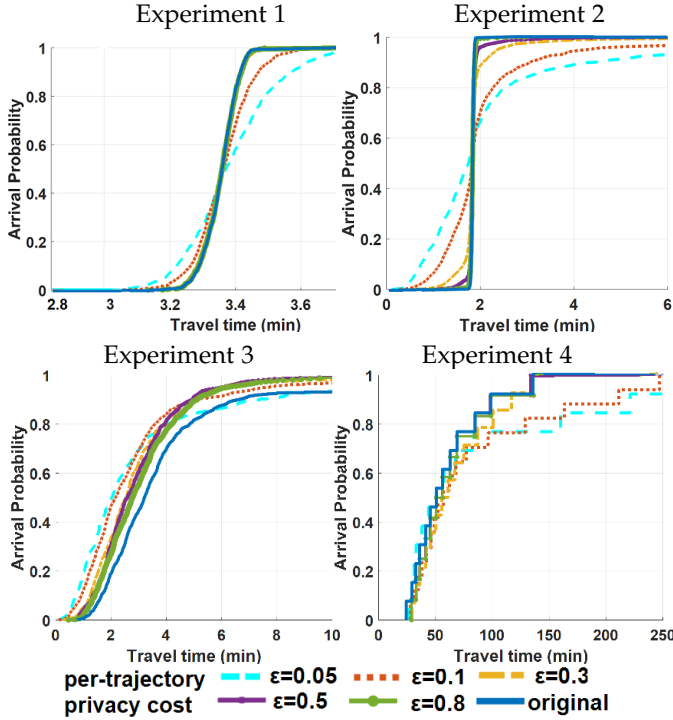 Experiment 1
Experiment 2
Arrival Probability
1
0.8
0.6
0.4
0.2
0
2.8 3 3.2 3.4 3.6
Travel time (min)
Arrival Probability
1
0.8
0.6
0.4
0.2
0
0 2 4 6
Travel time (min)
Experiment 3
Experiment 4
Arrival Probability
1
0.8
0.6
0.4
0.2
0
0 2 4 6 8 10
Travel time (min)
Arrival Probability
1
0.8
0.6
0.4
0.2
0
0 50 100 150 200 250
Travel time (min)
per-trajectory ε=0.05 ε=0.1 ε=0.3
privacy cost ε=0.5 ε=0.8 original